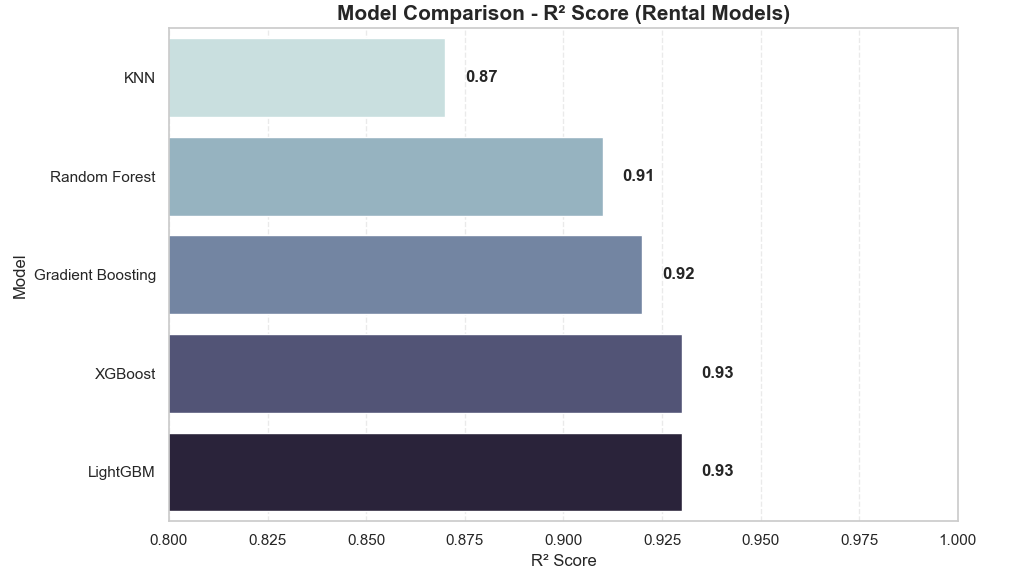 Model Comparison - R² Score (Rental Models)
Model
KNN
0.87
Random Forest
0.91
Gradient Boosting
0.92
XGBoost
0.93
LightGBM
0.93
0.800 0.825 0.850 0.875 0.900 0.925 0.950 0.975 1.000
R² Score